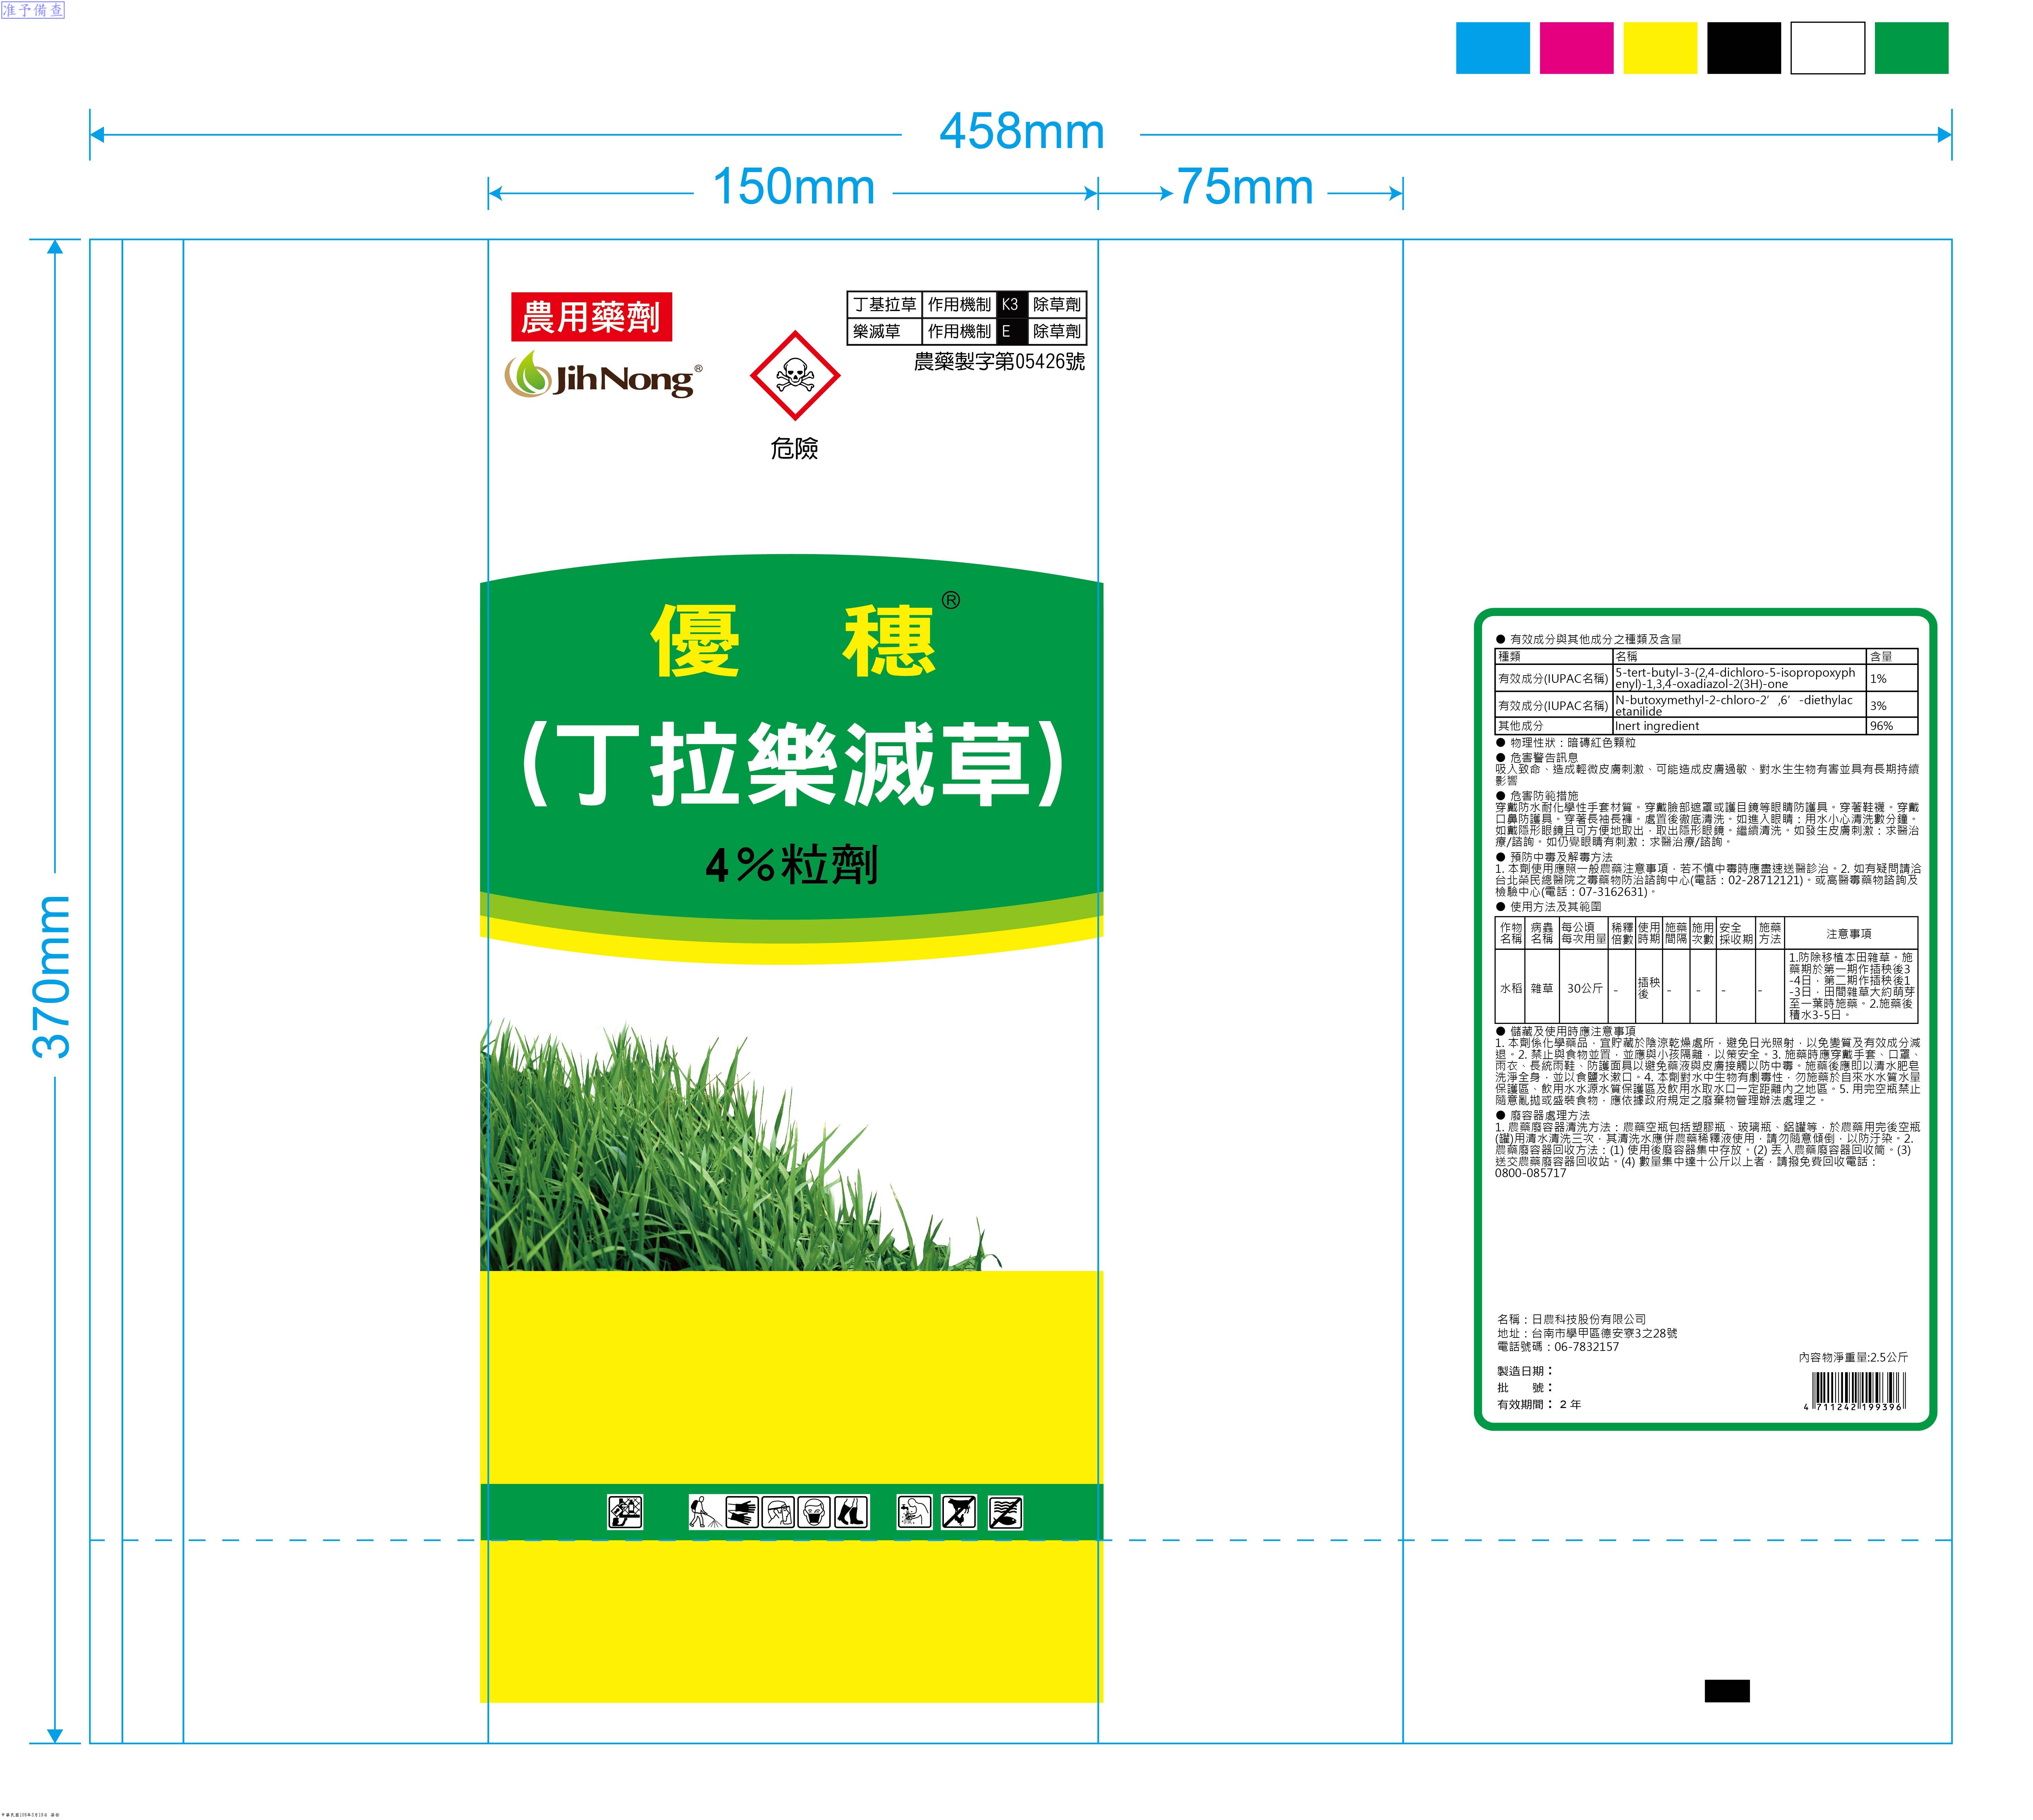 准予備查
458mm
150mm
75mm
370mm
農用藥劑
JihNong®
危險
丁基拉草 作用機制 K3 除草劑
樂滅草 作用機制 E 除草劑
農藥製字第05426號
優 穗®
(丁拉樂滅草)
4%粒劑
● 有效成分與其他成分之種類及含量
種類 名稱 含量
有效成分(IUPAC名稱) 5-tert-butyl-3-(2,4-dichloro-5-isopropoxyph
enyl)-1,3,4-oxadiazol-2(3H)-one 1%
有效成分(IUPAC名稱) N-butoxymethyl-2-chloro-2′,6′-diethylac
etanilide 3%
其他成分 Inert ingredient 96%
● 物理性狀：暗磚紅色顆粒
● 危害警告訊息
吸入致命、造成輕微皮膚刺激、可能造成皮膚過敏、對水生生物有害並具有長期持續
影響
● 危害防範措施
穿戴防水耐化學性手套材質。穿戴臉部遮罩或護目鏡等眼睛防護具。穿著鞋襪。穿戴
口鼻防護具。穿著長袖長褲。處置後徹底清洗。如進入眼睛：用水小心清洗數分鐘。
如戴隱形眼鏡且可方便地取出，取出隱形眼鏡。繼續清洗。如發生皮膚刺激：求醫治
療/諮詢。如仍覺眼睛有刺激：求醫治療/諮詢。
● 預防中毒及解毒方法
1. 本劑使用應照一般農藥注意事項，若不慎中毒時應盡速送醫診治。2. 如有疑問請洽
台北榮民總醫院之毒藥物防治諮詢中心(電話：02-28712121)。或高醫毒藥物諮詢及
檢驗中心(電話：07-3162631)。
● 使用方法及其範圍
作物名稱 病蟲名稱 每公頃每次用量 稀釋倍數 使用時期 施藥間隔 施用次數 安全採收期 施藥方法 注意事項
水稻 雜草 30公斤 - 插秧後 - - - - 1.防除移植本田雜草。施
藥期於第一期作插秧後3
-4日，第二期作插秧後1
-3日，田間雜草大約萌芽
至一葉時施藥。2.施藥後
積水3-5日。
● 儲藏及使用時應注意事項
1. 本劑係化學藥品，宜貯藏於陰涼乾燥處所，避免日光照射，以免變質及有效成分減
退。2. 禁止與食物並置，並應與小孩隔離，以策安全。3. 施藥時應穿戴手套、口罩、
雨衣、長統雨鞋、防護面具以避免藥液與皮膚接觸以防中毒。施藥後應即以清水肥皂
洗淨全身，並以食鹽水漱口。4. 本劑對水中生物有劇毒性，勿施藥於自來水水質水量
保護區、飲用水水源水質保護區及飲用水取水口一定距離內之地區。5. 用完空瓶禁止
隨意亂拋或盛裝食物，應依據政府規定之廢棄物管理辦法處理之。
● 廢容器處理方法
1. 農藥廢容器清洗方法：農藥空瓶包括塑膠瓶、玻璃瓶、鋁罐等，於農藥用完後空瓶
(罐)用清水清洗三次，其清洗水應併農藥稀釋液使用，請勿隨意傾倒，以防汙染。2.
農藥廢容器回收方法：(1) 使用後廢容器集中存放。(2) 丟入農藥廢容器回收筒。(3)
送交農藥廢容器回收站。(4) 數量集中達十公斤以上者，請撥免費回收電話：
0800-085717
名稱：日農科技股份有限公司
地址：台南市學甲區德安寮3之28號
電話號碼：06-7832157
內容物淨重量:2.5公斤
製造日期：
批 號：
有效期間：2 年
4 711242 199396